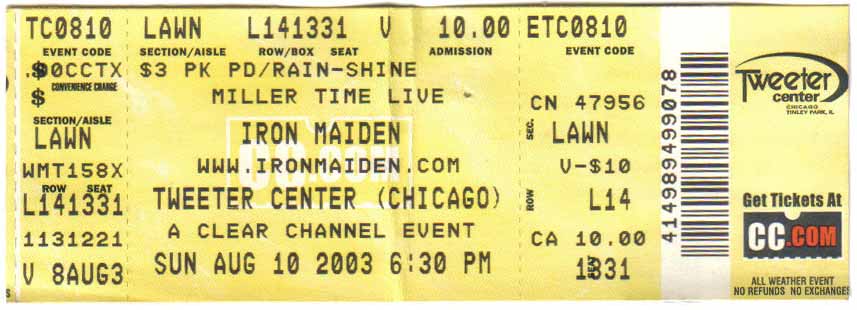 TC0810 LAWN L141331 V 10.00 ETC0810
EVENT CODE SECTION/AISLE ROW/BOX SEAT ADMISSION EVENT CODE
$ .00CCTX $3 PK PD/RAIN-SHINE
CONVENIENCE CHARGE
$ MILLER TIME LIVE CN 47956
SECTION/AISLE
LAWN IRON MAIDEN SEC. LAWN
WMT158X WWW.IRONMAIDEN.COM V-$10
ROW SEAT
L141331 TWEETER CENTER (CHICAGO) ROW L14
1131221 A CLEAR CHANNEL EVENT CA 10.00
V 8AUG3 SUN AUG 10 2003 6:30 PM SEAT 1331
CC.COM
414989499078
Tweeter
center
CHICAGO
TINLEY PARK, IL
Get Tickets At
CC.COM
ALL WEATHER EVENT
NO REFUNDS NO EXCHANGES